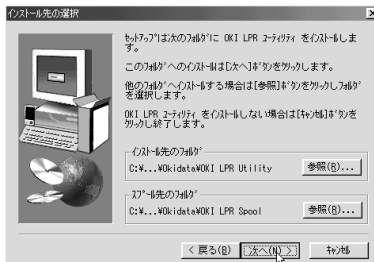 インストール先の選択
ｾｯﾄｱｯﾌﾟは次のﾌｫﾙﾀﾞに OKI LPR ﾕｰﾃｨﾘﾃｨ をｲﾝｽﾄｰﾙしま
す。
このﾌｫﾙﾀﾞへのｲﾝｽﾄｰﾙは[次へ]ﾎﾞﾀﾝをｸﾘｯｸします。
他のﾌｫﾙﾀﾞへｲﾝｽﾄｰﾙする場合は[参照]ﾎﾞﾀﾝをｸﾘｯｸしﾌｫﾙﾀﾞ
を選択します。
OKI LPR ﾕｰﾃｨﾘﾃｨ をｲﾝｽﾄｰﾙしない場合は[ｷｬﾝｾﾙ]ﾎﾞﾀﾝを
ｸﾘｯｸし終了します。
ｲﾝｽﾄｰﾙ先のﾌｫﾙﾀﾞ
C:¥...¥Okidata¥OKI LPR Utility 参照(R)...
ｽﾌﾟｰﾙ先のﾌｫﾙﾀﾞ
C:¥...¥Okidata¥OKI LPR Spool 参照(R)...
< 戻る(B) 次へ(N) > ｷｬﾝｾﾙ